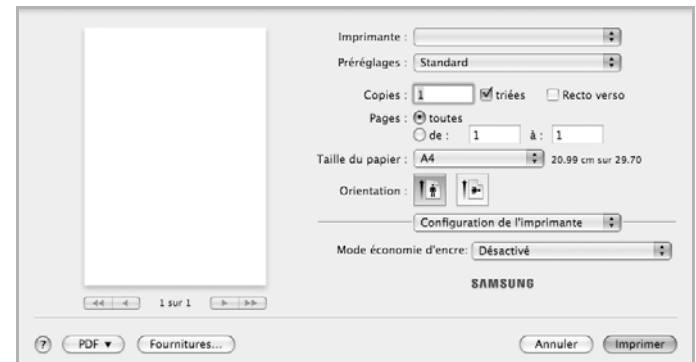 Imprimante :
Préréglages : Standard
Copies : 1 triées Recto verso
Pages : toutes
de : 1 à : 1
Taille du papier : A4 20.99 cm sur 29.70
Orientation :
Configuration de l'imprimante
Mode économie d'encre: Désactivé
SAMSUNG
1 sur 1
? PDF ▼ Fournitures... Annuler Imprimer